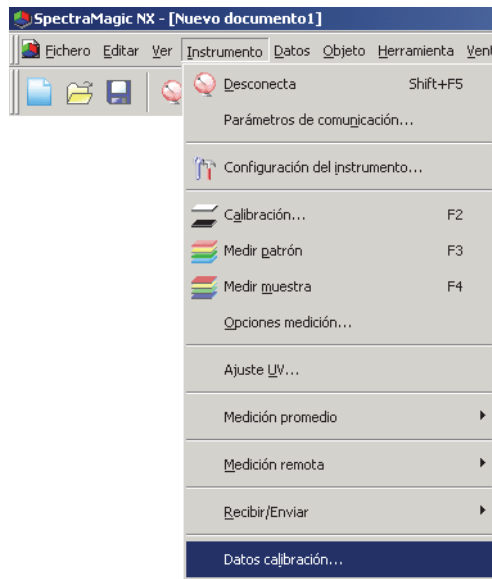 SpectraMagic NX - [Nuevo documento1]
Fichero Editar Ver Instrumento Datos Objeto Herramienta
Desconecta Shift+F5
Parámetros de comunicación...
Configuración del instrumento...
Calibración... F2
Medir patrón F3
Medir muestra F4
Opciones medición...
Ajuste UV...
Medición promedio
Medición remota
Recibir/Enviar
Datos calibración...